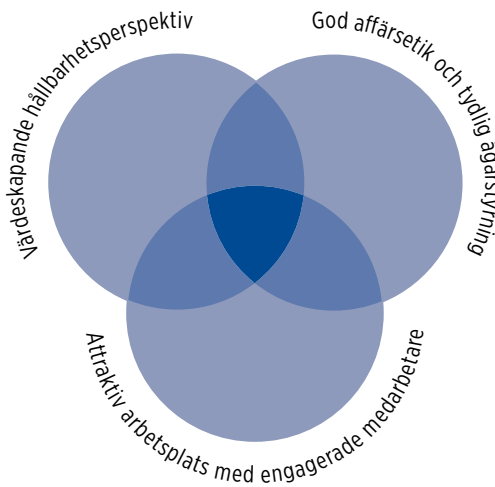 Värdeskapande hållbarhetsperspektiv
God affärsetik och tydlig ägarstyrning
Attraktiv arbetsplats med engagerade medarbetare